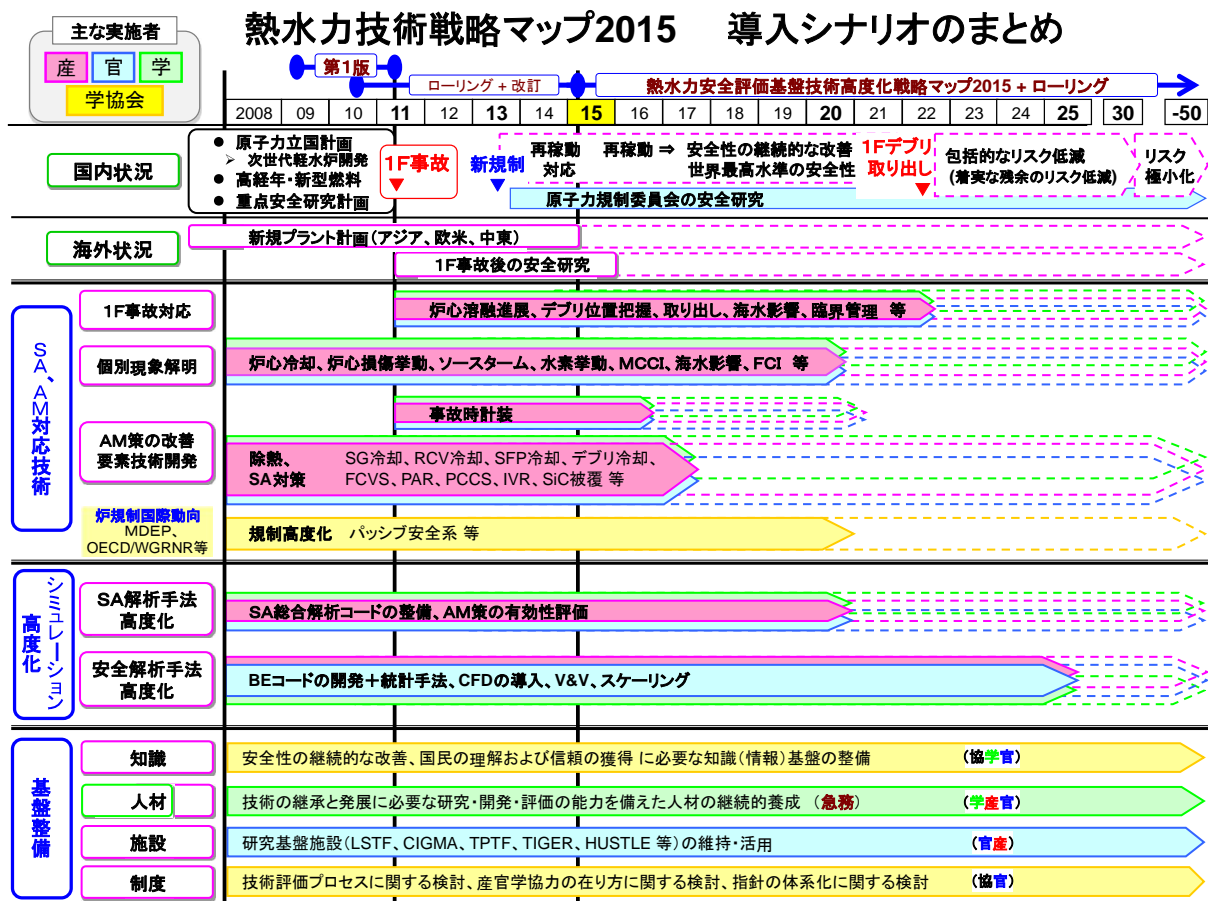 熱水力技術戦略マップ2015 導入シナリオのまとめ
主な実施者
産 官 学
学協会
第1版
ローリング + 改訂
熱水力安全評価基盤技術高度化戦略マップ2015 + ローリング
2008 09 10 11 12 13 14 15 16 17 18 19 20 21 22 23 24 25 30 -50
国内状況
● 原子力立国計画
➢ 次世代軽水炉開発
● 高経年・新型燃料
● 重点安全研究計画
1F事故
新規制
再稼動
対応
再稼動 ⇒ 安全性の継続的な改善
世界最高水準の安全性
1Fデブリ
取り出し
包括的なリスク低減
(着実な残余のリスク低減)
リスク
極小化
原子力規制委員会の安全研究
海外状況
新規プラント計画(アジア、欧米、中東)
1F事故後の安全研究
SA、AM対応技術
1F事故対応
炉心溶融進展、デブリ位置把握、取り出し、海水影響、臨界管理 等
個別現象解明
炉心冷却、炉心損傷挙動、ソースターム、水素挙動、MCCI、海水影響、FCI 等
事故時計装
AM策の改善
要素技術開発
除熱、
SA対策
SG冷却、RCV冷却、SFP冷却、デブリ冷却、
FCVS、PAR、PCCS、IVR、SiC被覆 等
炉規制国際動向
MDEP、
OECD/WGRNR等
規制高度化 パッシブ安全系 等
シミュレーション
高度化
SA解析手法
高度化
SA総合解析コードの整備、AM策の有効性評価
安全解析手法
高度化
BEコードの開発+統計手法、CFDの導入、V&V、スケーリング
基盤整備
知識
安全性の継続的な改善、国民の理解および信頼の獲得 に必要な知識(情報)基盤の整備 (協学官)
人材
技術の継承と発展に必要な研究・開発・評価の能力を備えた人材の継続的養成 (急務) (学産官)
施設
研究基盤施設(LSTF、CIGMA、TPTF、TIGER、HUSTLE 等)の維持・活用 (官産)
制度
技術評価プロセスに関する検討、産官学協力の在り方に関する検討、指針の体系化に関する検討 (協官)